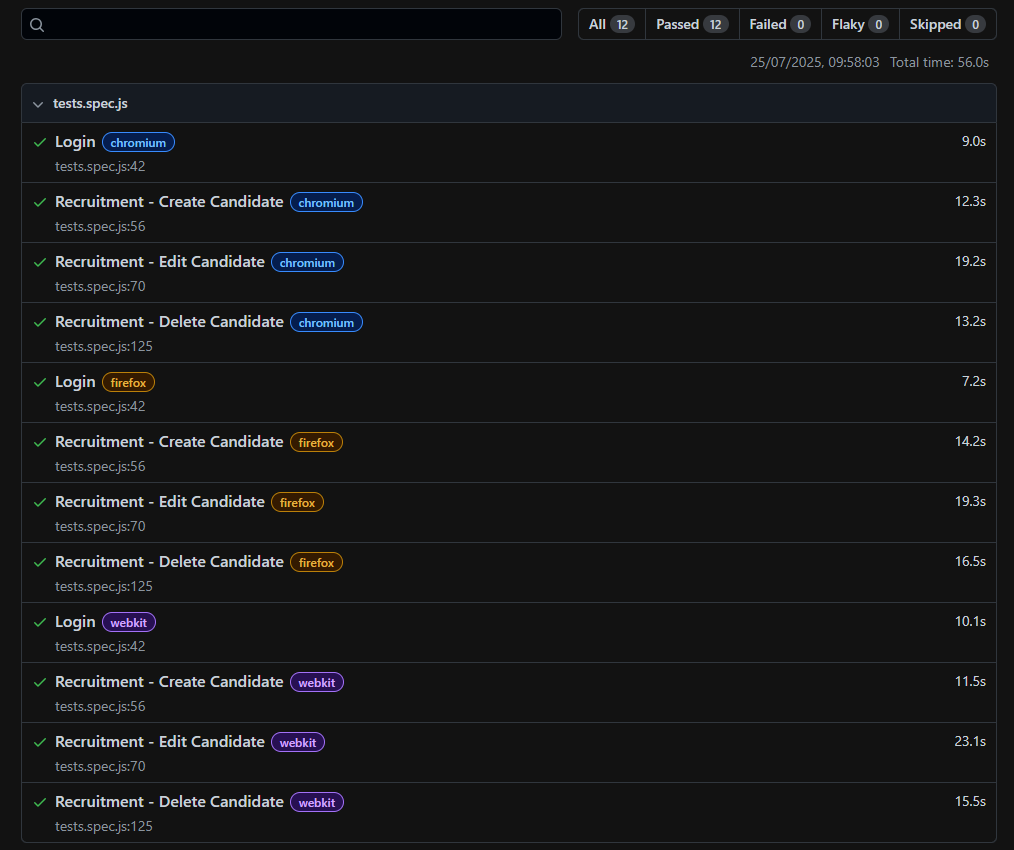 All 12 Passed 12 Failed 0 Flaky 0 Skipped 0
25/07/2025, 09:58:03 Total time: 56.0s
tests.spec.js
Login chromium 9.0s
tests.spec.js:42
Recruitment - Create Candidate chromium 12.3s
tests.spec.js:56
Recruitment - Edit Candidate chromium 19.2s
tests.spec.js:70
Recruitment - Delete Candidate chromium 13.2s
tests.spec.js:125
Login firefox 7.2s
tests.spec.js:42
Recruitment - Create Candidate firefox 14.2s
tests.spec.js:56
Recruitment - Edit Candidate firefox 19.3s
tests.spec.js:70
Recruitment - Delete Candidate firefox 16.5s
tests.spec.js:125
Login webkit 10.1s
tests.spec.js:42
Recruitment - Create Candidate webkit 11.5s
tests.spec.js:56
Recruitment - Edit Candidate webkit 23.1s
tests.spec.js:70
Recruitment - Delete Candidate webkit 15.5s
tests.spec.js:125